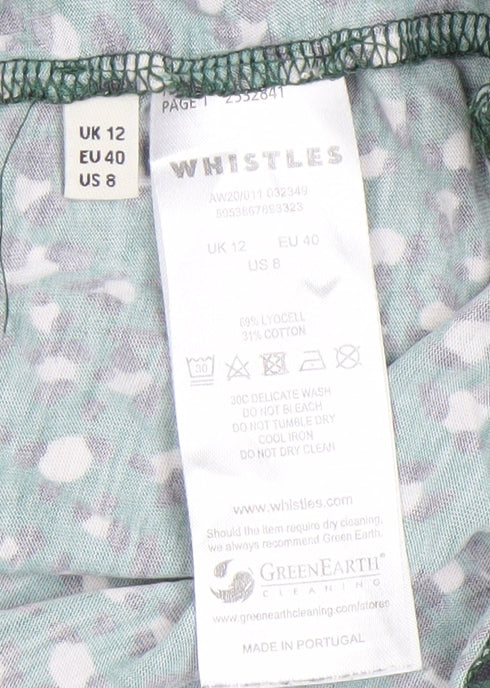 PAGE 1 2532841
UK 12
EU 40
US 8
WHISTLES
AW20/011 032349
5053867693323
UK 12 EU 40
US 8
69% LYOCELL
31% COTTON
30
30C DELICATE WASH
DO NOT BLEACH
DO NOT TUMBLE DRY
COOL IRON
DO NOT DRY CLEAN
www.whistles.com
Should the item require dry cleaning,
we always recommend Green Earth.
GREENEARTH®
CLEANING
www.greenearthcleaning.com/stores
MADE IN PORTUGAL